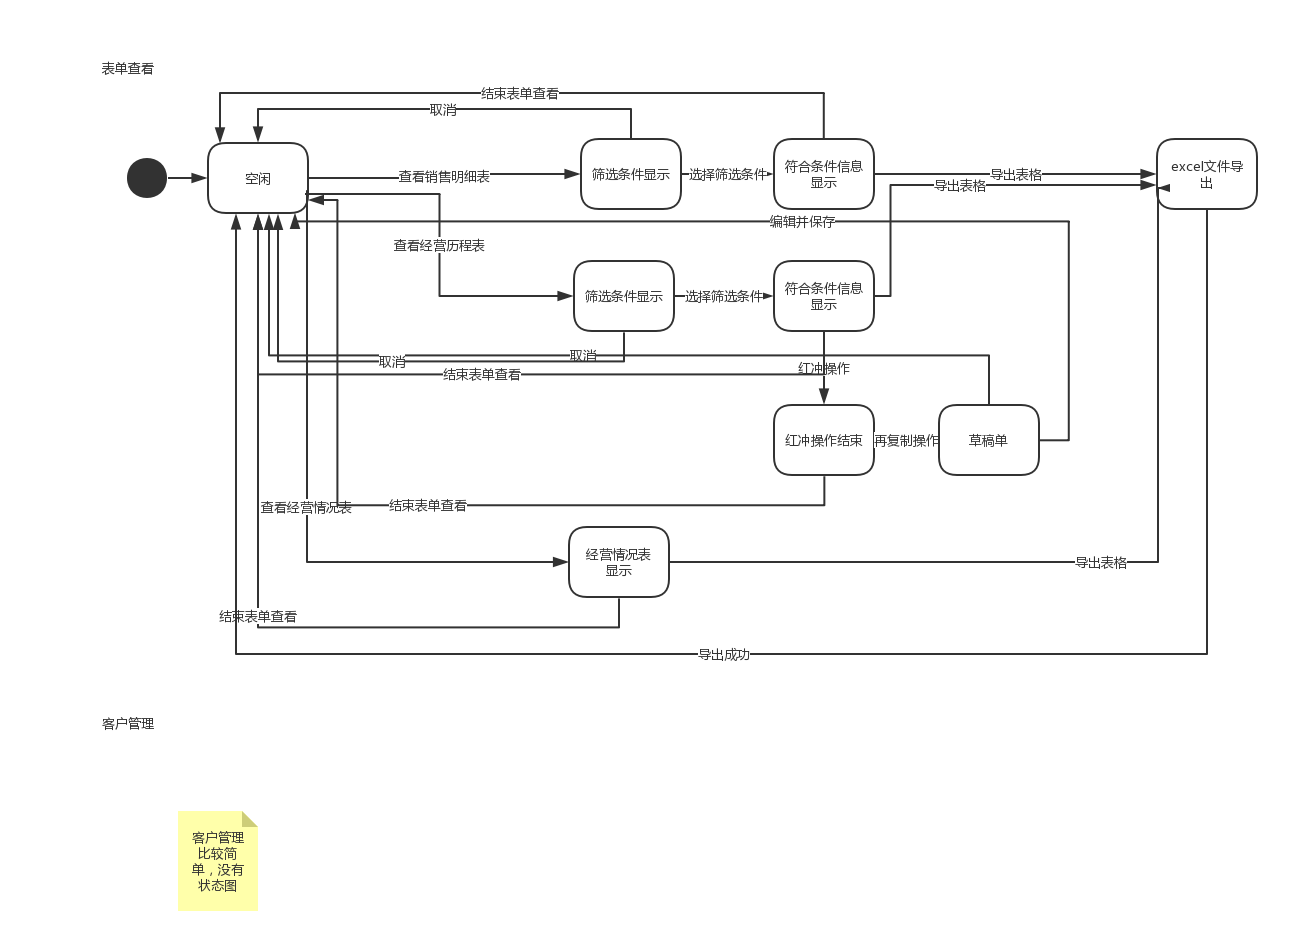 表单查看
结束表单查看
取消
空闲
查看销售明细表
筛选条件显示
选择筛选条件
符合条件信息
显示
导出表格
导出表格
excel文件导
出
编辑并保存
查看经营历程表
筛选条件显示
选择筛选条件
符合条件信息
显示
取消
取消
结束表单查看
红冲操作
红冲操作结束
再复制操作
草稿单
查看经营情况表
结束表单查看
经营情况表
显示
导出表格
结束表单查看
导出成功
客户管理
客户管理
比较简
单，没有
状态图